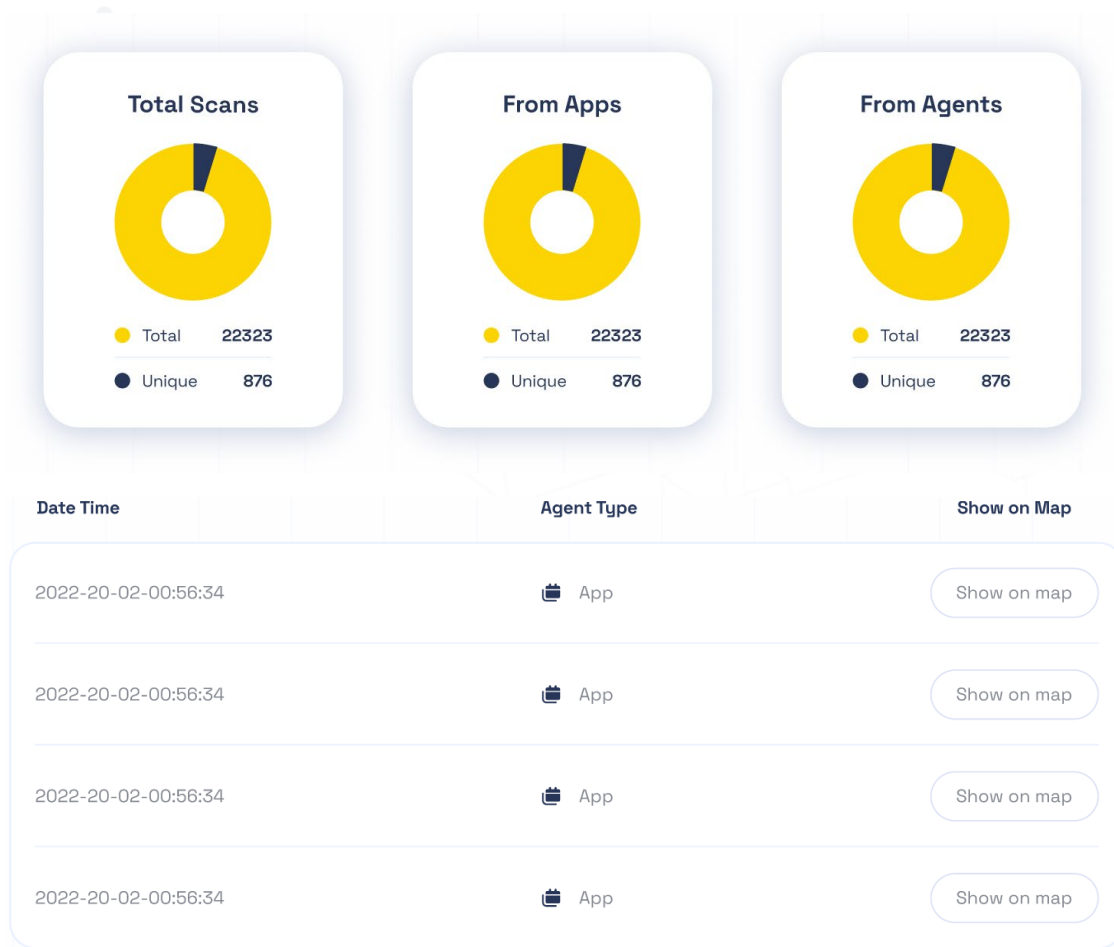 Total Scans From Apps From Agents
Total 22323 Total 22323 Total 22323
Unique 876 Unique 876 Unique 876
Date Time Agent Type Show on Map
2022-20-02-00:56:34 App Show on map
2022-20-02-00:56:34 App Show on map
2022-20-02-00:56:34 App Show on map
2022-20-02-00:56:34 App Show on map